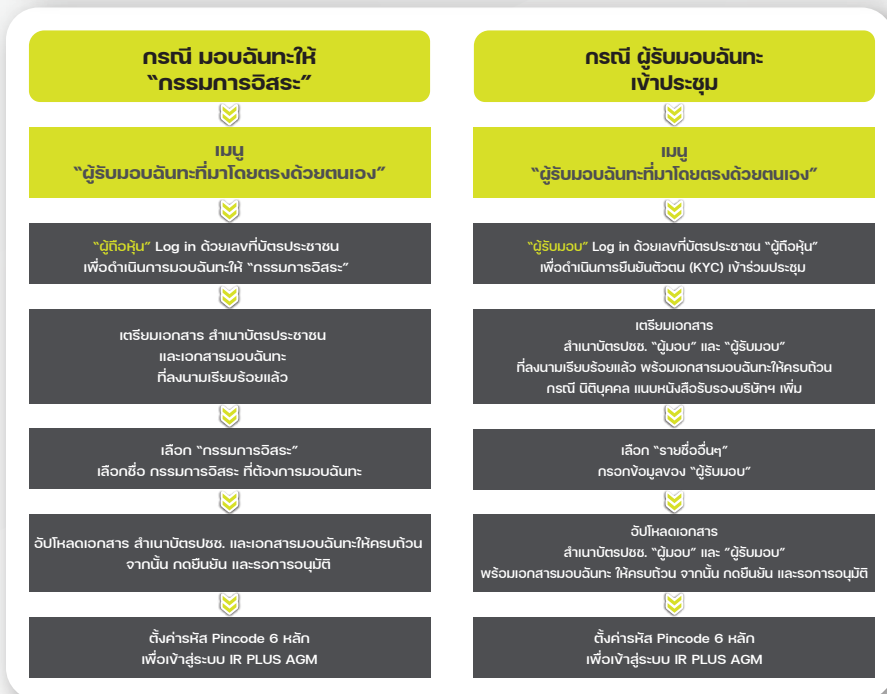 กรณี มอบฉันทะให้
“กรรมการอิสระ”
เมนู
“ผู้รับมอบฉันทะที่มาโดยตรงด้วยตนเอง”
“ผู้ถือหุ้น” Log in ด้วยเลขที่บัตรประชาชน
เพื่อดำเนินการมอบฉันทะให้ “กรรมการอิสระ”
เตรียมเอกสาร สำเนาบัตรประชาชน
และเอกสารมอบฉันทะ
ที่ลงนามเรียบร้อยแล้ว
เลือก “กรรมการอิสระ”
เลือกชื่อ กรรมการอิสระ ที่ต้องการมอบฉันทะ
อัปโหลดเอกสาร สำเนาบัตรปชช. และเอกสารมอบฉันทะให้ครบถ้วน
จากนั้น กดยืนยัน และรอการอนุมัติ
ตั้งค่ารหัส Pincode 6 หลัก
เพื่อเข้าสู่ระบบ IR PLUS AGM
กรณี ผู้รับมอบฉันทะ
เข้าประชุม
เมนู
“ผู้รับมอบฉันทะที่มาโดยตรงด้วยตนเอง”
“ผู้รับมอบ” Log in ด้วยเลขที่บัตรประชาชน “ผู้ถือหุ้น”
เพื่อดำเนินการยืนยันตัวตน (KYC) เข้าร่วมประชุม
เตรียมเอกสาร
สำเนาบัตรปชช. “ผู้มอบ” และ “ผู้รับมอบ”
ที่ลงนามเรียบร้อยแล้ว พร้อมเอกสารมอบฉันทะให้ครบถ้วน
กรณี นิติบุคคล แนบหนังสือรับรองบริษัทฯ เพิ่ม
เลือก “รายชื่ออื่นๆ”
กรอกข้อมูลของ “ผู้รับมอบ”
อัปโหลดเอกสาร
สำเนาบัตรปชช. “ผู้มอบ” และ “ผู้รับมอบ”
พร้อมเอกสารมอบฉันทะ ให้ครบถ้วน จากนั้น กดยืนยัน และรอการอนุมัติ
ตั้งค่ารหัส Pincode 6 หลัก
เพื่อเข้าสู่ระบบ IR PLUS AGM